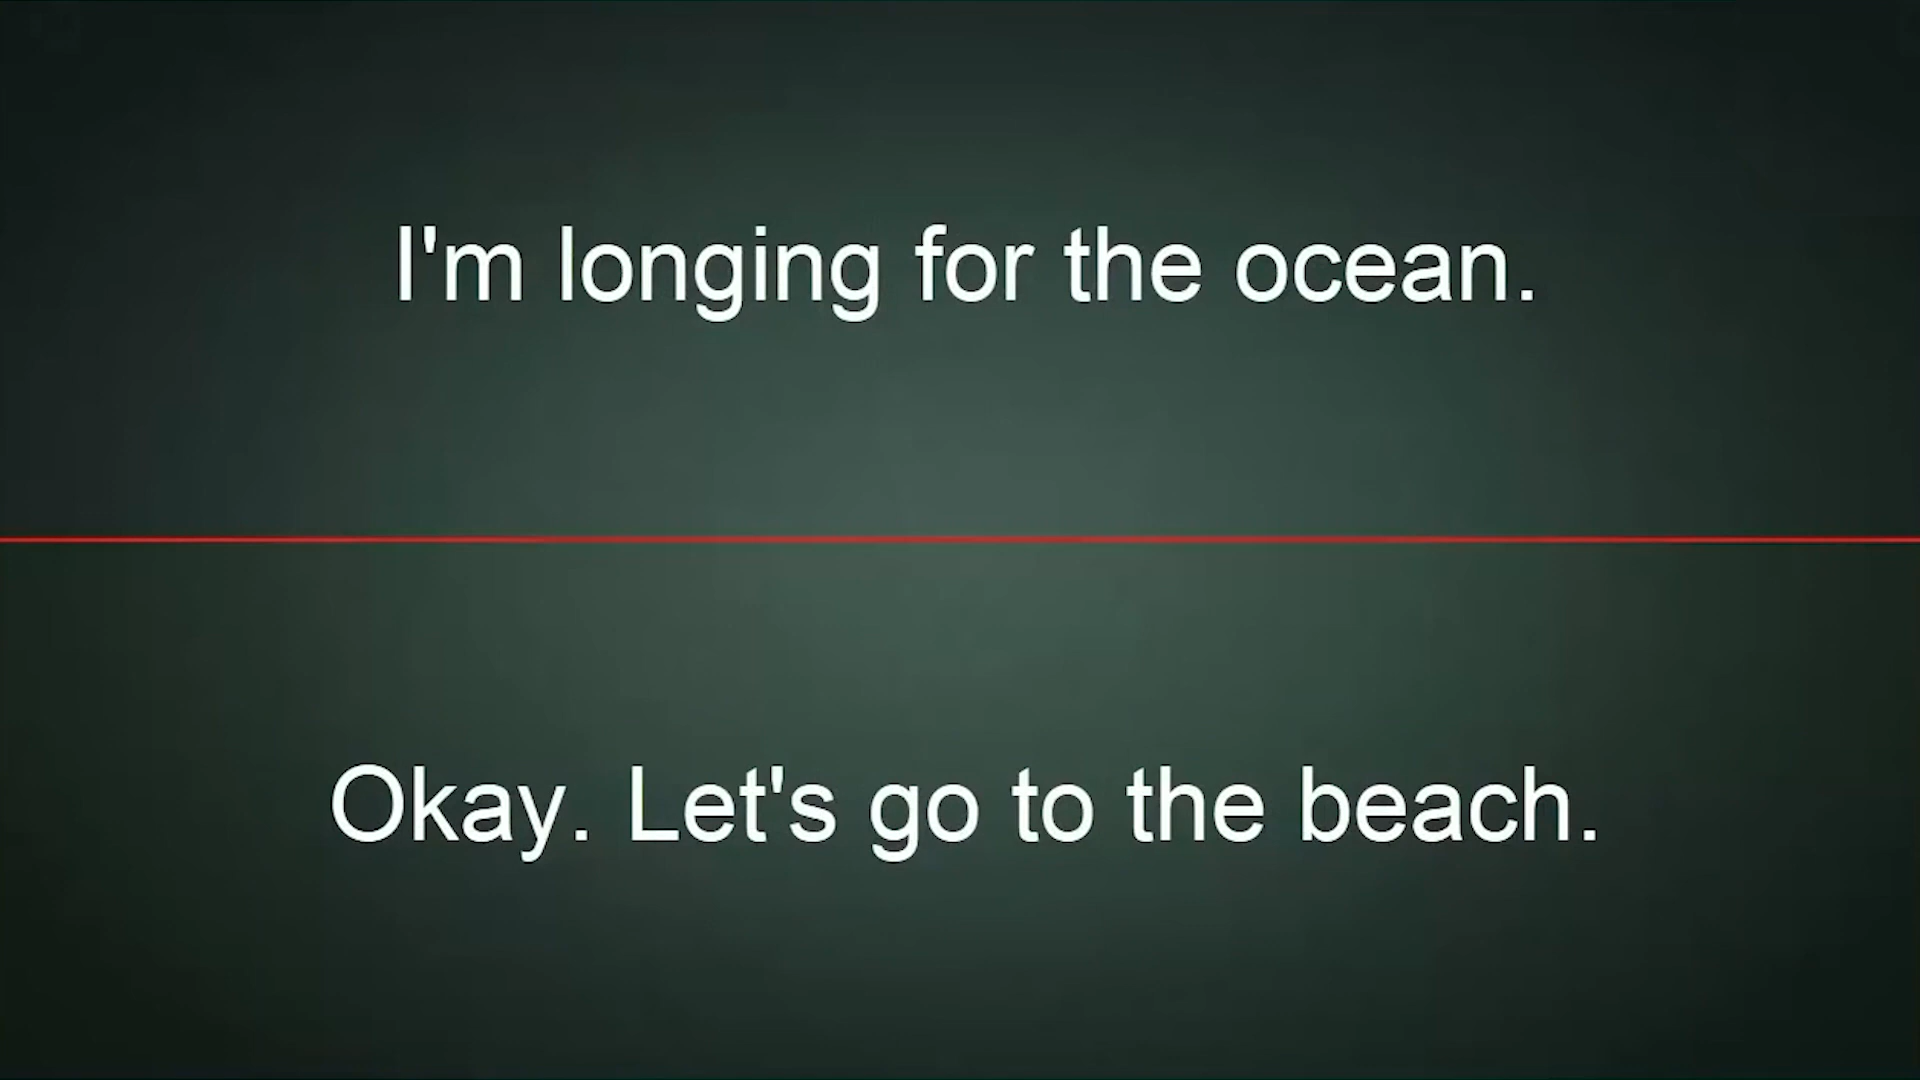 I'm longing for the ocean.
Okay. Let's go to the beach.